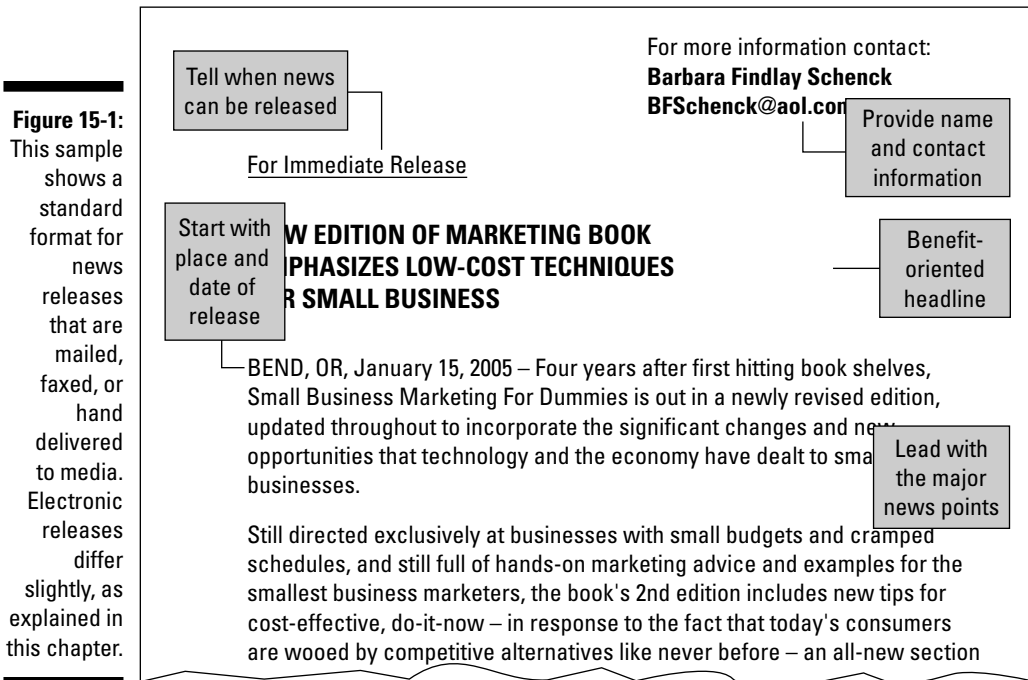 Figure 15-1:
This sample
shows a
standard
format for
news
releases
that are
mailed,
faxed, or
hand
delivered
to media.
Electronic
releases
differ
slightly, as
explained in
this chapter.
Tell when news
can be released
For more information contact:
Barbara Findlay Schenck
BFSchenck@aol.com
Provide name
and contact
information
For Immediate Release
Start with
place and
date of
release
W EDITION OF MARKETING BOOK
PHASIZES LOW-COST TECHNIQUES
R SMALL BUSINESS
Benefit-
oriented
headline
BEND, OR, January 15, 2005 – Four years after first hitting book shelves,
Small Business Marketing For Dummies is out in a newly revised edition,
updated throughout to incorporate the significant changes and new
opportunities that technology and the economy have dealt to sma
businesses.
Lead with
the major
news points
Still directed exclusively at businesses with small budgets and cramped
schedules, and still full of hands-on marketing advice and examples for the
smallest business marketers, the book's 2nd edition includes new tips for
cost-effective, do-it-now – in response to the fact that today's consumers
are wooed by competitive alternatives like never before – an all-new section